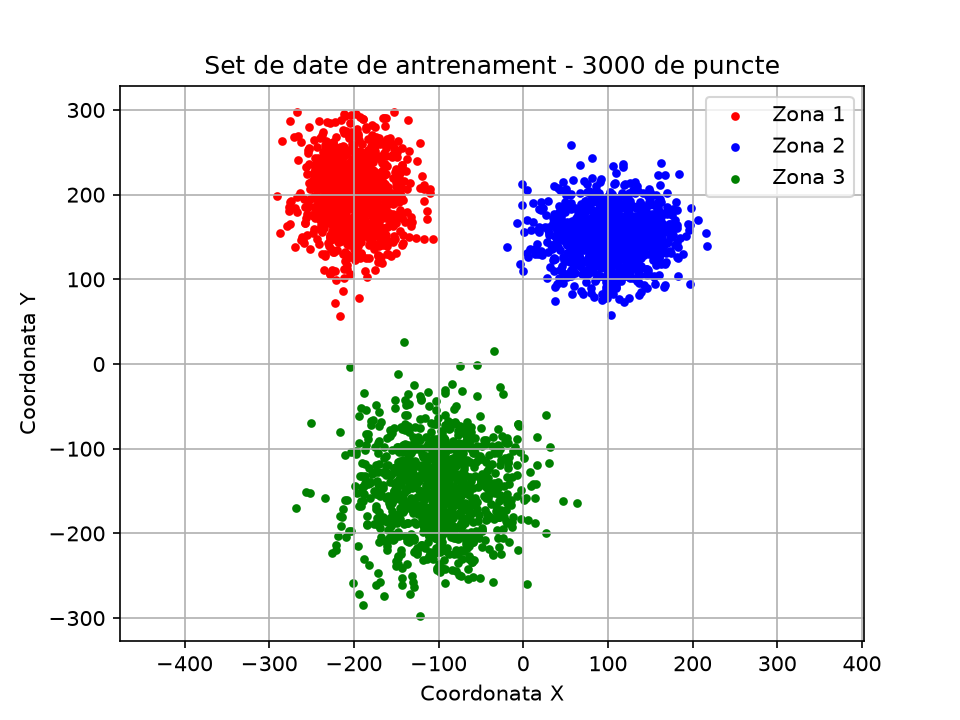 Set de date de antrenament - 3000 de puncte
Zona 1
Zona 2
Zona 3
Coordonata Y
300
200
100
0
−100
−200
−300
−400 −300 −200 −100 0 100 200 300 400
Coordonata X